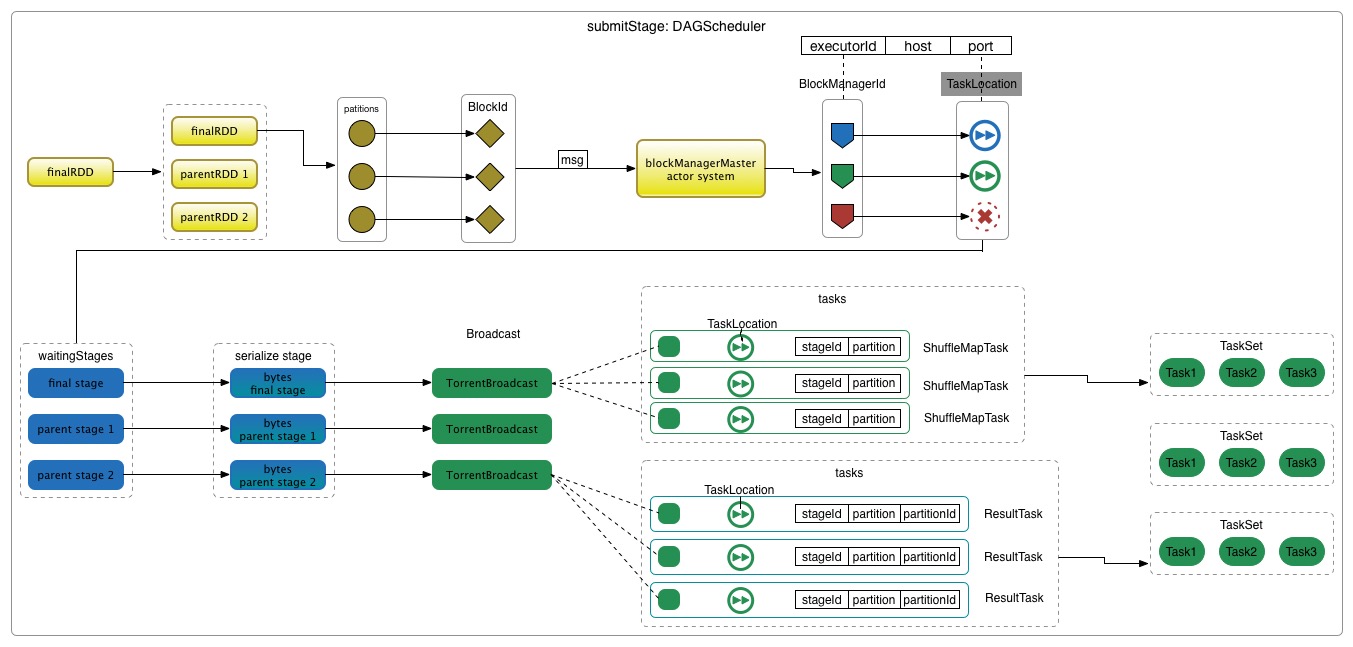 submitStage: DAGScheduler
executorId host port
BlockManagerId
TaskLocation
patitions
BlockId
finalRDD
finalRDD
parentRDD 1
parentRDD 2
msg
blockManagerMaster
actor system
waitingStages
final stage
parent stage 1
parent stage 2
serialize stage
bytes
final stage
bytes
parent stage 1
bytes
parent stage 2
Broadcast
TorrentBroadcast
TorrentBroadcast
TorrentBroadcast
tasks
TaskLocation
stageId partition
ShuffleMapTask
stageId partition
ShuffleMapTask
stageId partition
ShuffleMapTask
tasks
TaskLocation
stageId partition partitionId
ResultTask
stageId partition partitionId
ResultTask
stageId partition partitionId
ResultTask
TaskSet
Task1 Task2 Task3
TaskSet
Task1 Task2 Task3
TaskSet
Task1 Task2 Task3